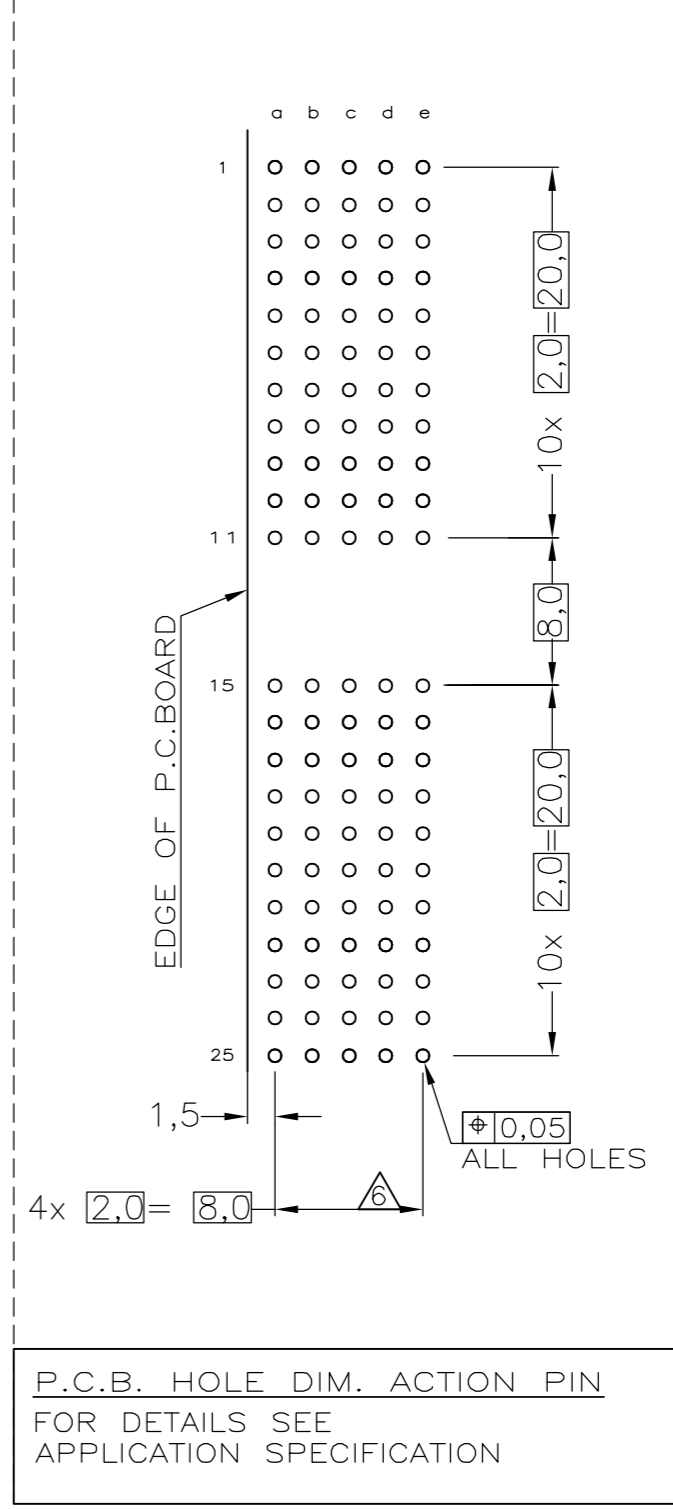 a b c d e
1
10x 2,0=20,0
11
8,0
EDGE OF P.C.BOARD
15
10x 2,0=20,0
25
1,5
⌖ 0,05
ALL HOLES
4x 2,0= 8,0
6
P.C.B. HOLE DIM. ACTION PIN
FOR DETAILS SEE
APPLICATION SPECIFICATION